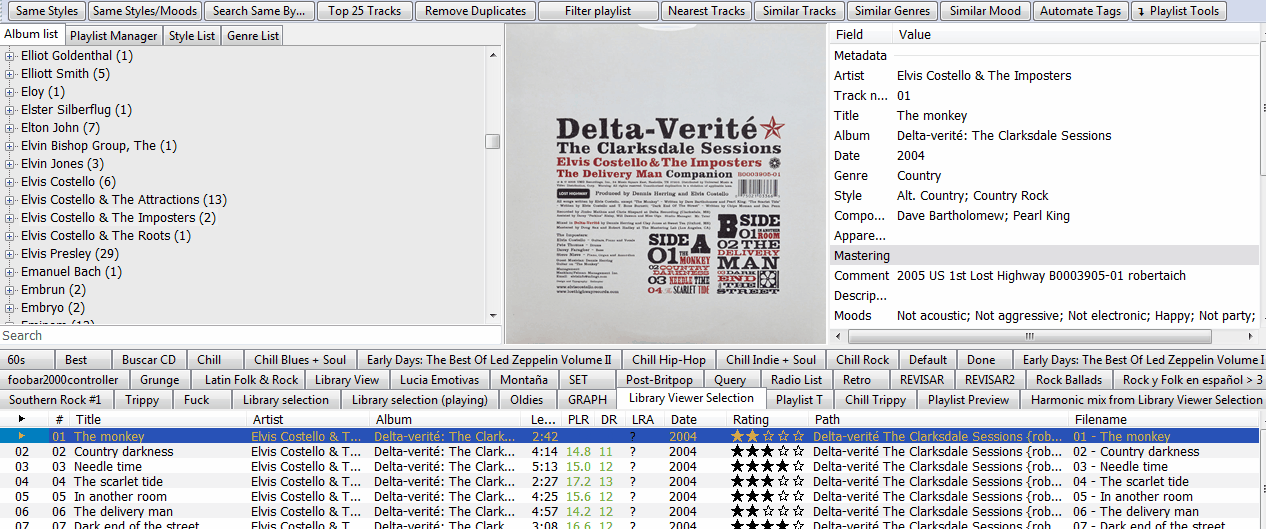 Same Styles Same Styles/Moods Search Same By... Top 25 Tracks Remove Duplicates Filter playlist Nearest Tracks Similar Tracks Similar Genres Similar Mood Automate Tags Playlist Tools
Album list Playlist Manager Style List Genre List
Elliot Goldenthal (1)
Elliott Smith (5)
Eloy (1)
Elster Silberflug (1)
Elton John (7)
Elvin Bishop Group, The (1)
Elvin Jones (3)
Elvis Costello (6)
Elvis Costello & The Attractions (13)
Elvis Costello & The Imposters (2)
Elvis Costello & The Roots (1)
Elvis Presley (29)
Emanuel Bach (1)
Embrun (2)
Embryo (2)
Search
Delta-Verité
The Clarksdale Sessions
Elvis Costello & The Imposters
The Delivery Man Companion B0003905-01
LOST HIGHWAY Produced by Dennis Herring and Elvis Costello
SIDE A
01 THE MONKEY
02 COUNTRY DARKNESS
03 NEEDLE TIME
04 THE SCARLET TIDE
B SIDE
01 IN ANOTHER ROOM
02 THE DELIVERY MAN
03 DARK END OF THE STREET
www.elviscostello.com
www.losthighwayrecords.com
Field Value
Metadata
Artist Elvis Costello & The Imposters
Track n... 01
Title The monkey
Album Delta-verité: The Clarksdale Sessions
Date 2004
Genre Country
Style Alt. Country; Country Rock
Compo... Dave Bartholomew; Pearl King
Appare...
Mastering
Comment 2005 US 1st Lost Highway B0003905-01 robertaich
Descrip...
Moods Not acoustic; Not aggressive; Not electronic; Happy; Not party;
60s Best Buscar CD Chill Chill Blues + Soul Early Days: The Best Of Led Zeppelin Volume II Chill Hip-Hop Chill Indie + Soul Chill Rock Default Done Early Days: The Best Of Led Zeppelin Volume I
foobar2000controller Grunge Latin Folk & Rock Library View Lucia Emotivas Montaña SET Post-Britpop Query Radio List Retro REVISAR REVISAR2 Rock Ballads Rock y Folk en español > 3
Southern Rock #1 Trippy Fuck Library selection Library selection (playing) Oldies GRAPH Library Viewer Selection Playlist T Chill Trippy Playlist Preview Harmonic mix from Library Viewer Selection
# Title Artist Album Le... PLR DR LRA Date Rating Path Filename
01 The monkey Elvis Costello & T... Delta-verité: The Clark... 2:42 ? 2004 Delta-verité The Clarksdale Sessions {rob... 01 - The monkey
02 02 Country darkness Elvis Costello & T... Delta-verité: The Clark... 4:14 14.8 11 ? 2004 Delta-verité The Clarksdale Sessions {rob... 02 - Country darkness
03 03 Needle time Elvis Costello & T... Delta-verité: The Clark... 5:13 15.0 12 ? 2004 Delta-verité The Clarksdale Sessions {rob... 03 - Needle time
04 04 The scarlet tide Elvis Costello & T... Delta-verité: The Clark... 2:27 17.2 13 ? 2004 Delta-verité The Clarksdale Sessions {rob... 04 - The scarlet tide
05 05 In another room Elvis Costello & T... Delta-verité: The Clark... 4:25 15.6 12 ? 2004 Delta-verité The Clarksdale Sessions {rob... 05 - In another room
06 06 The delivery man Elvis Costello & T... Delta-verité: The Clark... 4:57 14.2 11 ? 2004 Delta-verité The Clarksdale Sessions {rob... 06 - The delivery man
07 07 Dark end of the street Elvis Costello & T... Delta-verité: The Clark... 3:08 16.6 12 ? 2004 Delta-verité The Clarksdale Sessions {rob... 07 - Dark end of the street